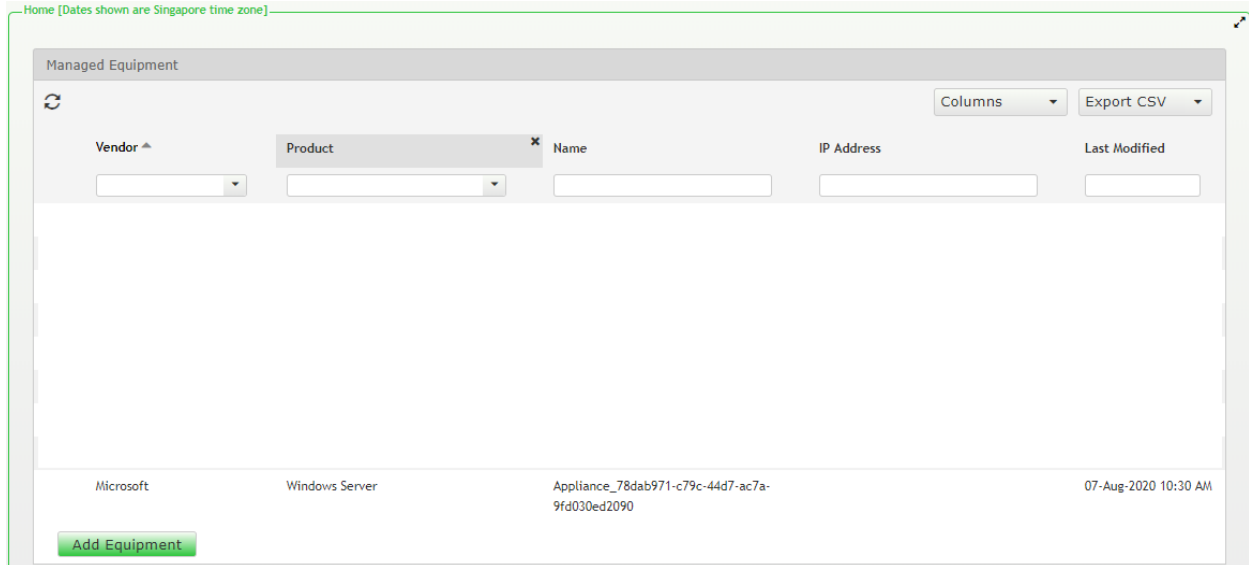 Home [Dates shown are Singapore time zone]
Managed Equipment
Columns Export CSV
Vendor Product Name IP Address Last Modified
Microsoft Windows Server Appliance_78dab971-c79c-44d7-ac7a- 07-Aug-2020 10:30 AM
9fd030ed2090
Add Equipment